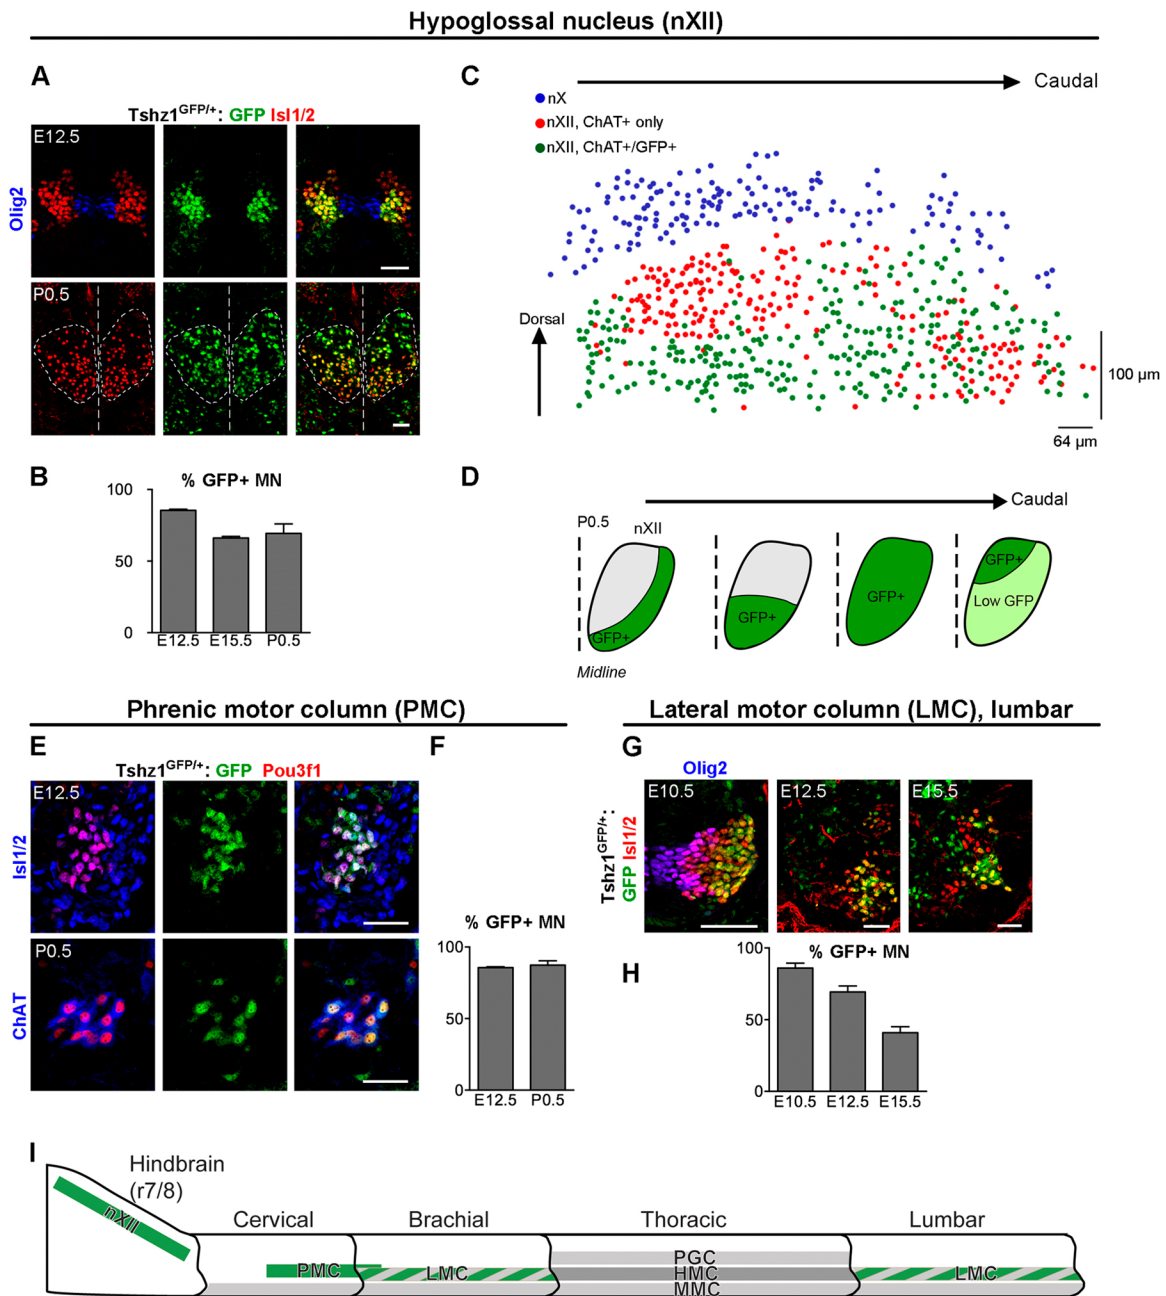 Hypoglossal nucleus (nXII)
A
Tshz1GFP/+: GFP Isl1/2
E12.5
Olig2
P0.5
B
% GFP+ MN
100
50
0
E12.5 E15.5 P0.5
C
Caudal
nX
nXII, ChAT+ only
nXII, ChAT+/GFP+
Dorsal
100 µm
64 µm
D
Caudal
P0.5
nXII
GFP+
GFP+
GFP+
GFP+
Low GFP
Midline
Phrenic motor column (PMC)
E
Tshz1GFP/+: GFP Pou3f1
E12.5
Isl1/2
P0.5
ChAT
F
% GFP+ MN
100
50
0
E12.5 P0.5
Lateral motor column (LMC), lumbar
G
Olig2
Tshz1GFP/+:
GFP Isl1/2
E10.5 E12.5 E15.5
H
% GFP+ MN
100
50
0
E10.5 E12.5 E15.5
I
Hindbrain
(r7/8)
nXII
Cervical Brachial Thoracic Lumbar
PGC
PMC LMC HMC LMC
MMC